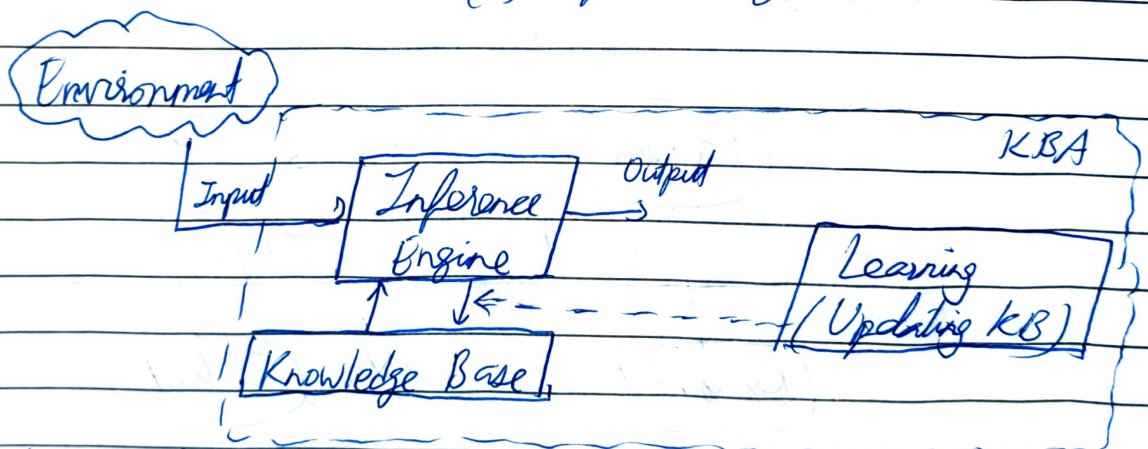 Environment
KBA
Input
Output
Inference
Engine
Learning
(Updating KB)
Knowledge Base